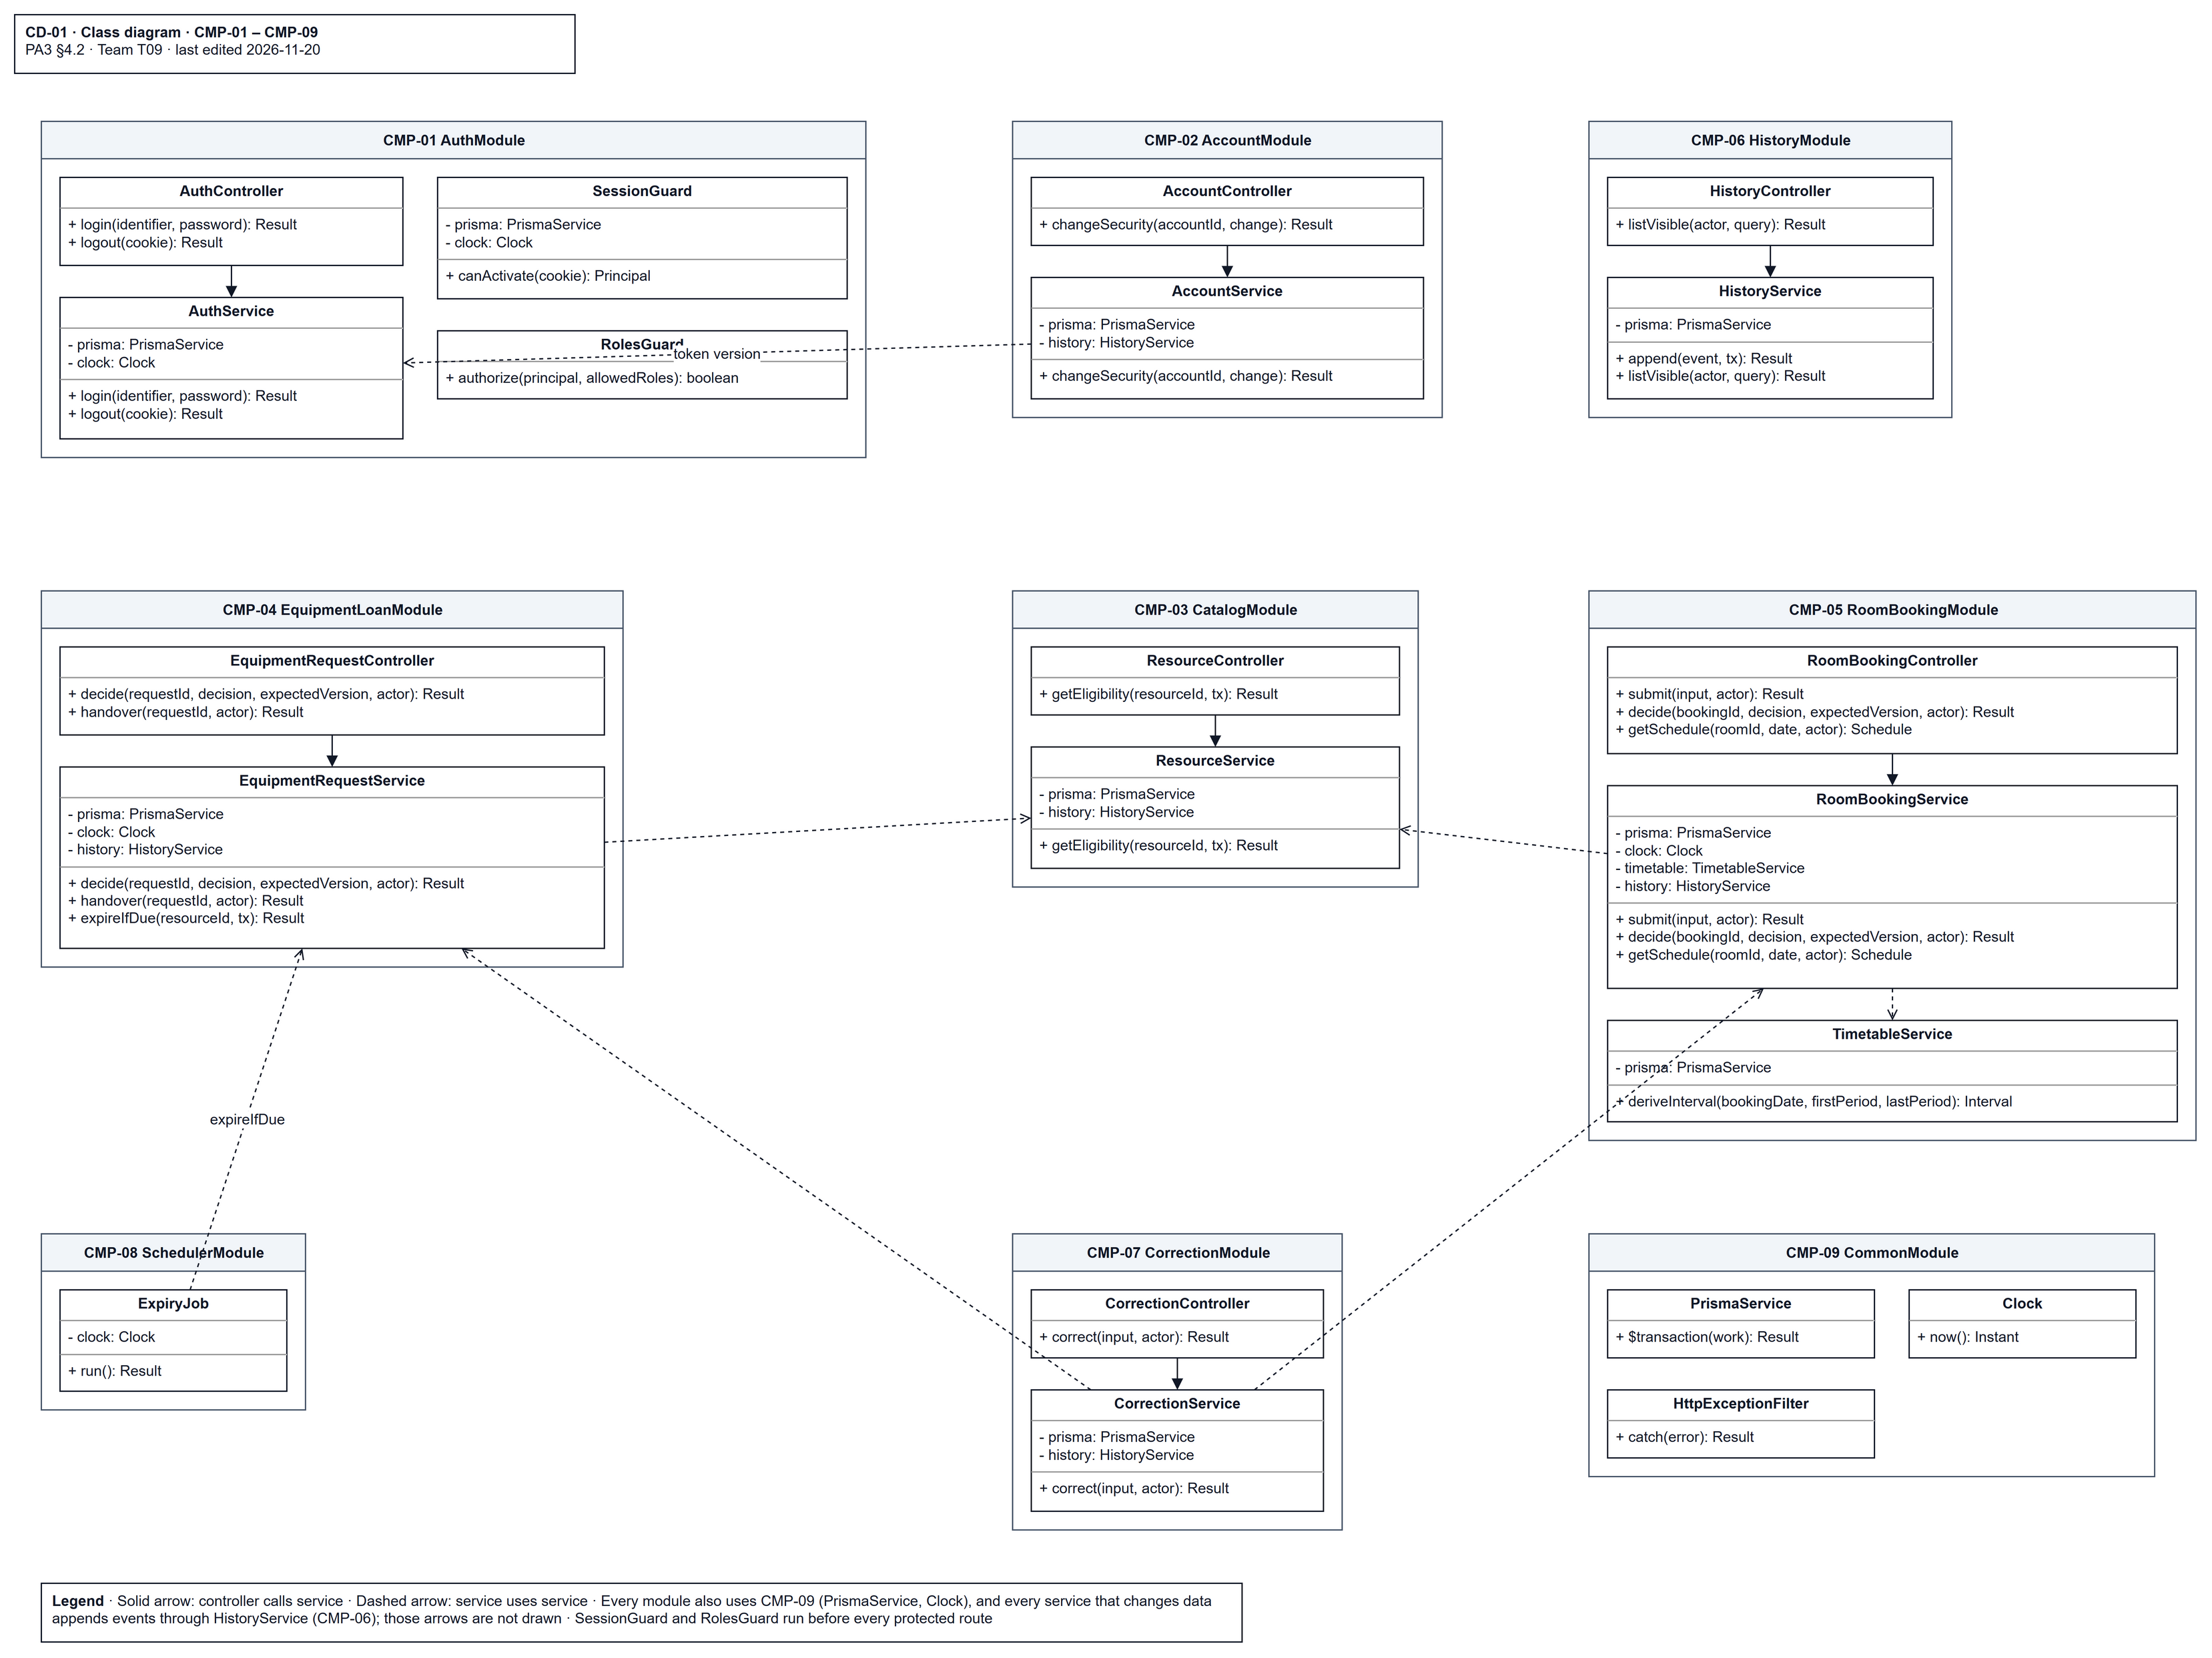 CD-01 · Class diagram · CMP-01 – CMP-09
PA3 §4.2 · Team T09 · last edited 2026-11-20
CMP-01 AuthModule
AuthController
+ login(identifier, password): Result
+ logout(cookie): Result
AuthService
- prisma: PrismaService
- clock: Clock
+ login(identifier, password): Result
+ logout(cookie): Result
SessionGuard
- prisma: PrismaService
- clock: Clock
+ canActivate(cookie): Principal
RolesGuard
token version
+ authorize(principal, allowedRoles): boolean
CMP-02 AccountModule
AccountController
+ changeSecurity(accountId, change): Result
AccountService
- prisma: PrismaService
- history: HistoryService
+ changeSecurity(accountId, change): Result
CMP-06 HistoryModule
HistoryController
+ listVisible(actor, query): Result
HistoryService
- prisma: PrismaService
+ append(event, tx): Result
+ listVisible(actor, query): Result
CMP-04 EquipmentLoanModule
EquipmentRequestController
+ decide(requestId, decision, expectedVersion, actor): Result
+ handover(requestId, actor): Result
EquipmentRequestService
- prisma: PrismaService
- clock: Clock
- history: HistoryService
+ decide(requestId, decision, expectedVersion, actor): Result
+ handover(requestId, actor): Result
+ expireIfDue(resourceId, tx): Result
CMP-03 CatalogModule
ResourceController
+ getEligibility(resourceId, tx): Result
ResourceService
- prisma: PrismaService
- history: HistoryService
+ getEligibility(resourceId, tx): Result
CMP-05 RoomBookingModule
RoomBookingController
+ submit(input, actor): Result
+ decide(bookingId, decision, expectedVersion, actor): Result
+ getSchedule(roomId, date, actor): Schedule
RoomBookingService
- prisma: PrismaService
- clock: Clock
- timetable: TimetableService
- history: HistoryService
+ submit(input, actor): Result
+ decide(bookingId, decision, expectedVersion, actor): Result
+ getSchedule(roomId, date, actor): Schedule
TimetableService
- prisma: PrismaService
+ deriveInterval(bookingDate, firstPeriod, lastPeriod): Interval
expireIfDue
CMP-08 SchedulerModule
ExpiryJob
- clock: Clock
+ run(): Result
CMP-07 CorrectionModule
CorrectionController
+ correct(input, actor): Result
CorrectionService
- prisma: PrismaService
- history: HistoryService
+ correct(input, actor): Result
CMP-09 CommonModule
PrismaService
+ $transaction(work): Result
Clock
+ now(): Instant
HttpExceptionFilter
+ catch(error): Result
Legend · Solid arrow: controller calls service · Dashed arrow: service uses service · Every module also uses CMP-09 (PrismaService, Clock), and every service that changes data
appends events through HistoryService (CMP-06); those arrows are not drawn · SessionGuard and RolesGuard run before every protected route